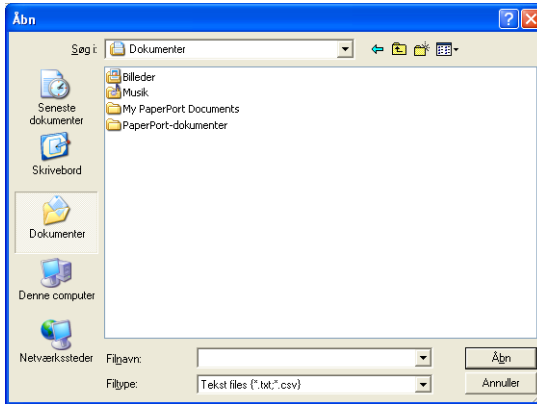 Åbn
Søg i:
Dokumenter
Seneste
dokumenter
Skrivebord
Dokumenter
Denne computer
Netværkssteder
Billeder
Musik
My PaperPort Documents
PaperPort-dokumenter
Filnavn:
Åbn
Filtype:
Tekst files {*.txt;*.csv}
Annuller